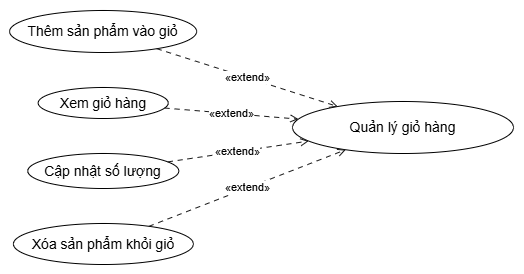 Thêm sản phẩm vào giỏ
«extend»
Xem giỏ hàng
«extend»
Quản lý giỏ hàng
«extend»
Cập nhật số lượng
«extend»
Xóa sản phẩm khỏi giỏ